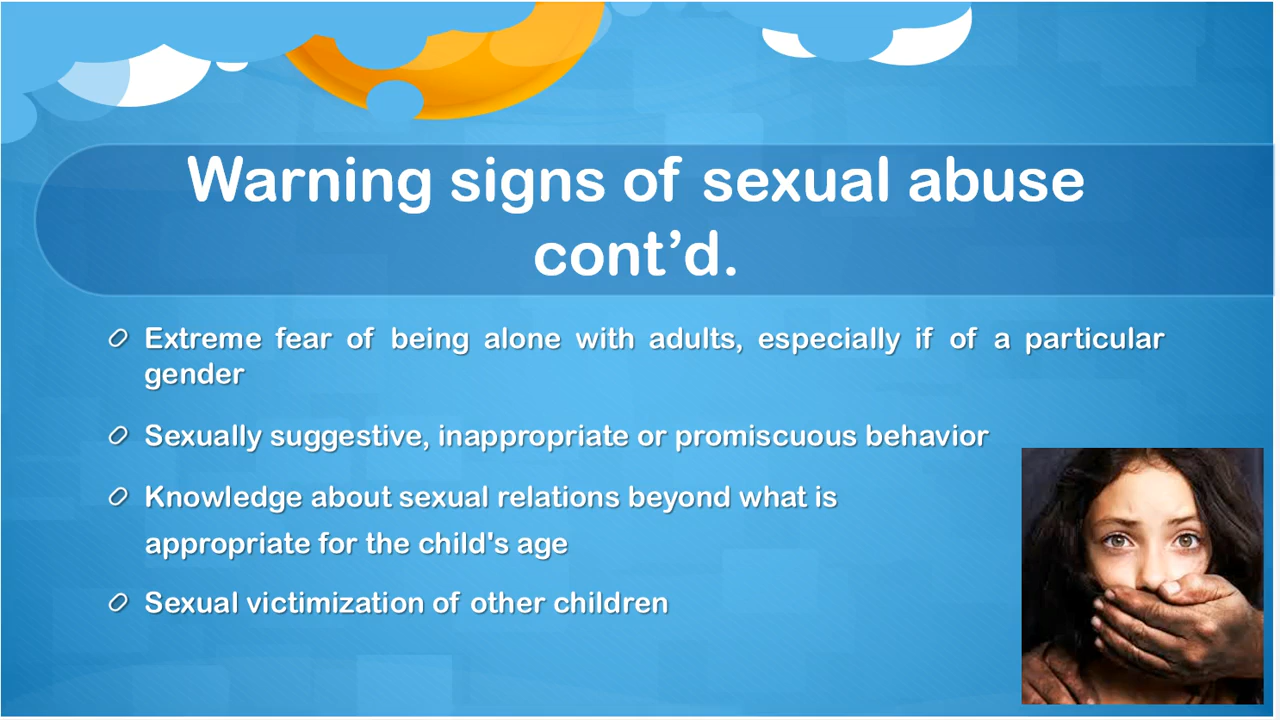 Warning signs of sexual abuse
cont’d.
Extreme fear of being alone with adults, especially if of a particular
gender
Sexually suggestive, inappropriate or promiscuous behavior
Knowledge about sexual relations beyond what is
appropriate for the child's age
Sexual victimization of other children